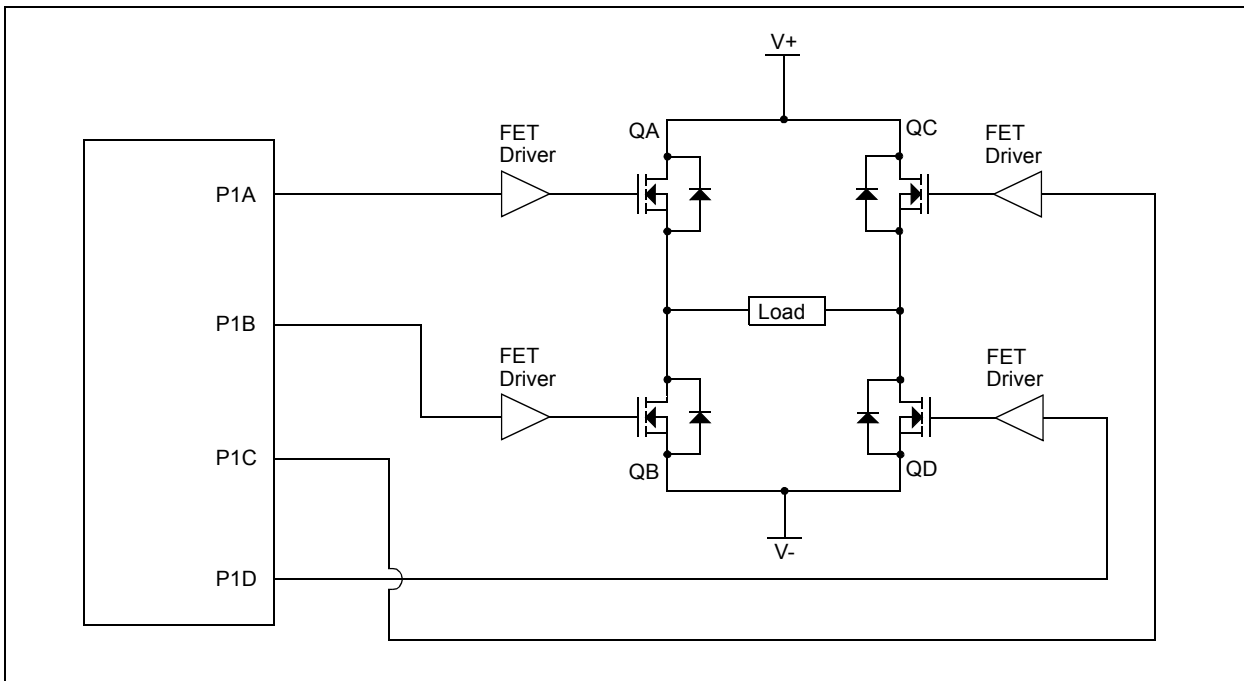 V+
QA
QC
FET
Driver
FET
Driver
P1A
P1B
Load
FET
Driver
FET
Driver
P1C
QB
QD
V-
P1D